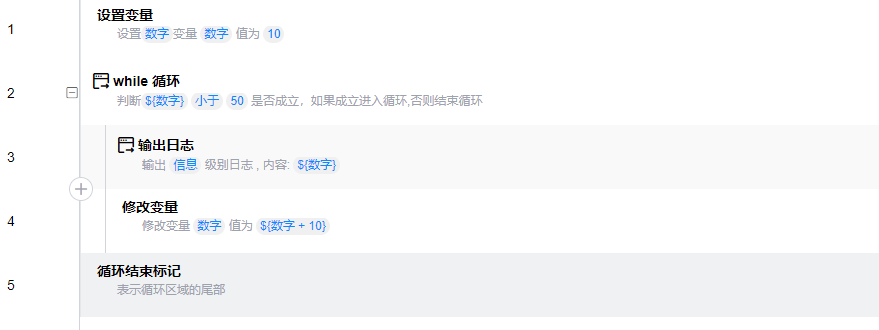 1
设置变量
设置 数字 变量 数字 值为 10
2
while 循环
判断 ${数字} 小于 50 是否成立，如果成立进入循环,否则结束循环
3
输出日志
输出 信息 级别日志 , 内容: ${数字}
4
修改变量
修改变量 数字 值为 ${数字 + 10}
5
循环结束标记
表示循环区域的尾部